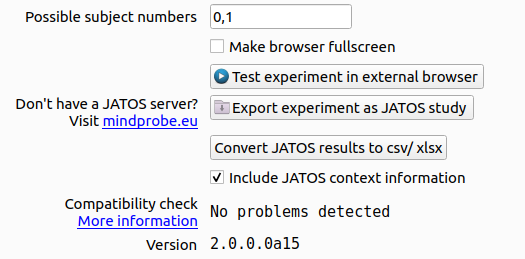 Possible subject numbers 0,1
Make browser fullscreen
Test experiment in external browser
Don't have a JATOS server? Export experiment as JATOS study
Visit mindprobe.eu
Convert JATOS results to csv/ xlsx
Include JATOS context information
Compatibility check No problems detected
More information
Version 2.0.0.0a15